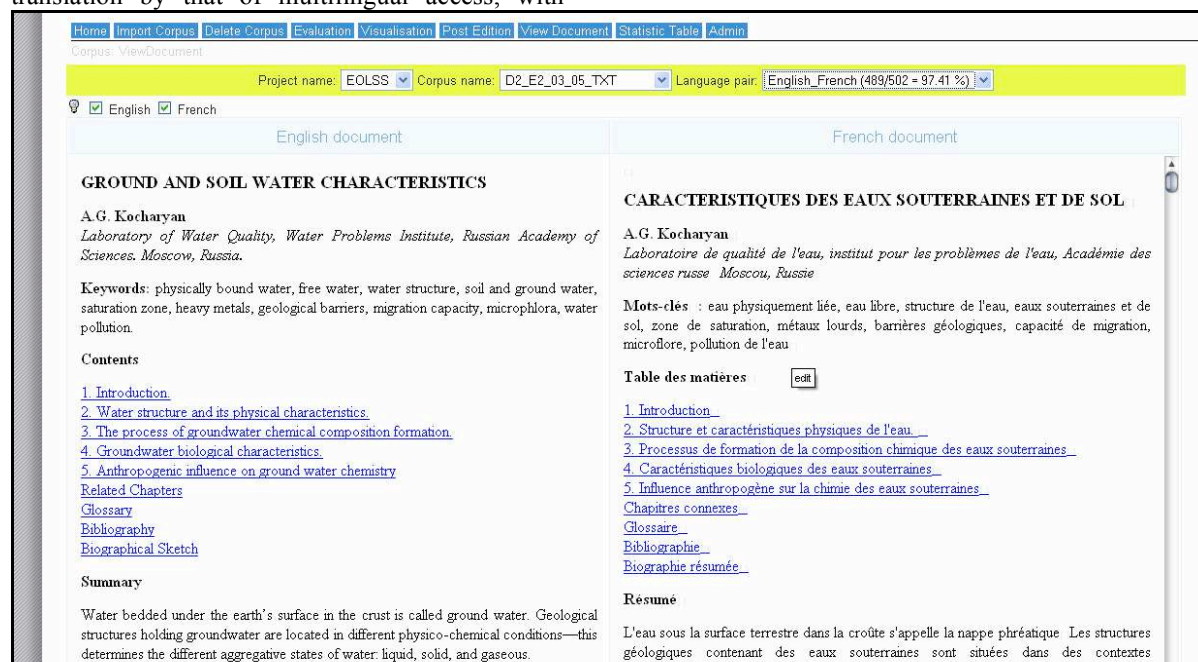 translation by that of multilingual access, with
Home Import Corpus Delete Corpus Evaluation Visualisation Post Edition View Document Statistic Table Admin
Corpus: ViewDocument
Project name: EOLSS Corpus name: D2_E2_03_05_TXT Language pair: English_French (489/502 = 97.41 %)
English French
English document
GROUND AND SOIL WATER CHARACTERISTICS
A.G. Kocharyan
Laboratory of Water Quality, Water Problems Institute, Russian Academy of
Sciences. Moscow, Russia.
Keywords: physically bound water, free water, water structure, soil and ground water,
saturation zone, heavy metals, geological barriers, migration capacity, microphlora, water
pollution.
Contents
1. Introduction.
2. Water structure and its physical characteristics.
3. The process of groundwater chemical composition formation.
4. Groundwater biological characteristics.
5. Anthropogenic influence on ground water chemistry
Related Chapters
Glossary
Bibliography
Biographical Sketch
Summary
Water bedded under the earth's surface in the crust is called ground water. Geological
structures holding groundwater are located in different physico-chemical conditions—this
determines the different aggregative states of water: liquid, solid, and gaseous.
French document
CARACTERISTIQUES DES EAUX SOUTERRAINES ET DE SOL
A.G. Kocharyan
Laboratoire de qualité de l'eau, institut pour les problèmes de l'eau, Académie des
sciences russe Moscou, Russie
Mots-clés : eau physiquement liée, eau libre, structure de l'eau, eaux souterraines et de
sol, zone de saturation, métaux lourds, barrières géologiques, capacité de migration,
microflore, pollution de l'eau
Table des matières edit
1. Introduction_
2. Structure et caractéristiques physiques de l'eau. _
3. Processus de formation de la composition chimique des eaux souterraines_
4. Caractéristiques biologiques des eaux souterraines_
5. Influence anthropogène sur la chimie des eaux souterraines_
Chapitres connexes_
Glossaire_
Bibliographie_
Biographie résumée_
Résumé
L'eau sous la surface terrestre dans la croûte s'appelle la nappe phréatique Les structures
géologiques contenant des eaux souterraines sont situées dans des contextes